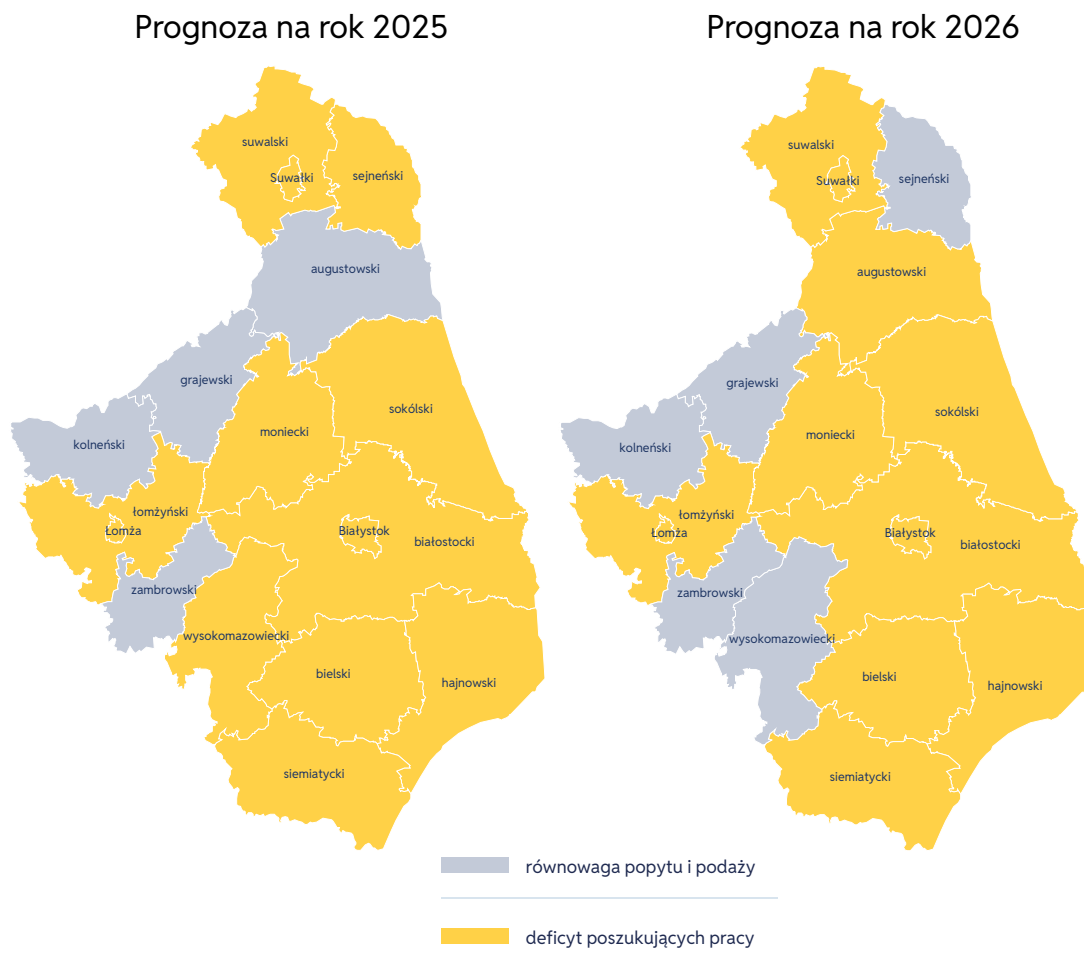 Prognoza na rok 2025
suwalski
Suwałki
sejneński
augustowski
grajewski
sokólski
moniecki
kolneński
łomżyński
Łomża
Białystok
białostocki
zambrowski
wysokomazowiecki
bielski
hajnowski
siemiatycki
Prognoza na rok 2026
suwalski
Suwałki
sejneński
augustowski
grajewski
sokólski
moniecki
kolneński
łomżyński
Łomża
Białystok
białostocki
zambrowski
wysokomazowiecki
bielski
hajnowski
siemiatycki
równowaga popytu i podaży
deficyt poszukujących pracy